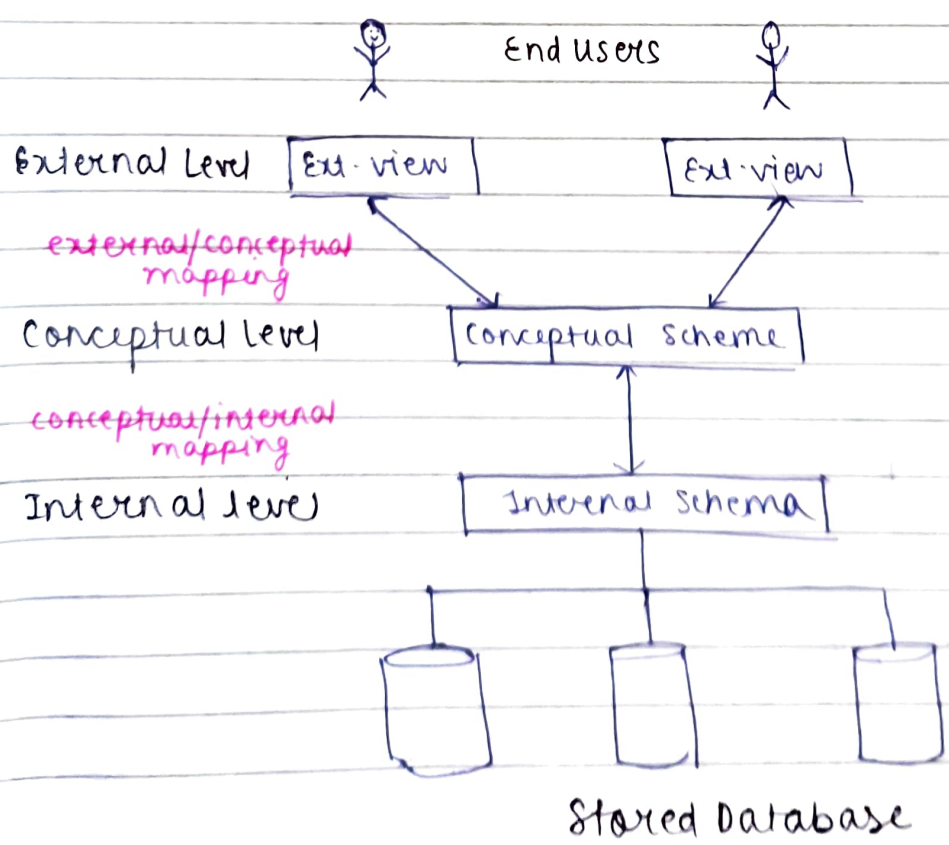 End Users
External Level
Ext. view
Ext. view
external/conceptual
mapping
Conceptual Level
Conceptual Scheme
conceptual/internal
mapping
Internal level
Internal Schema
Stored Database